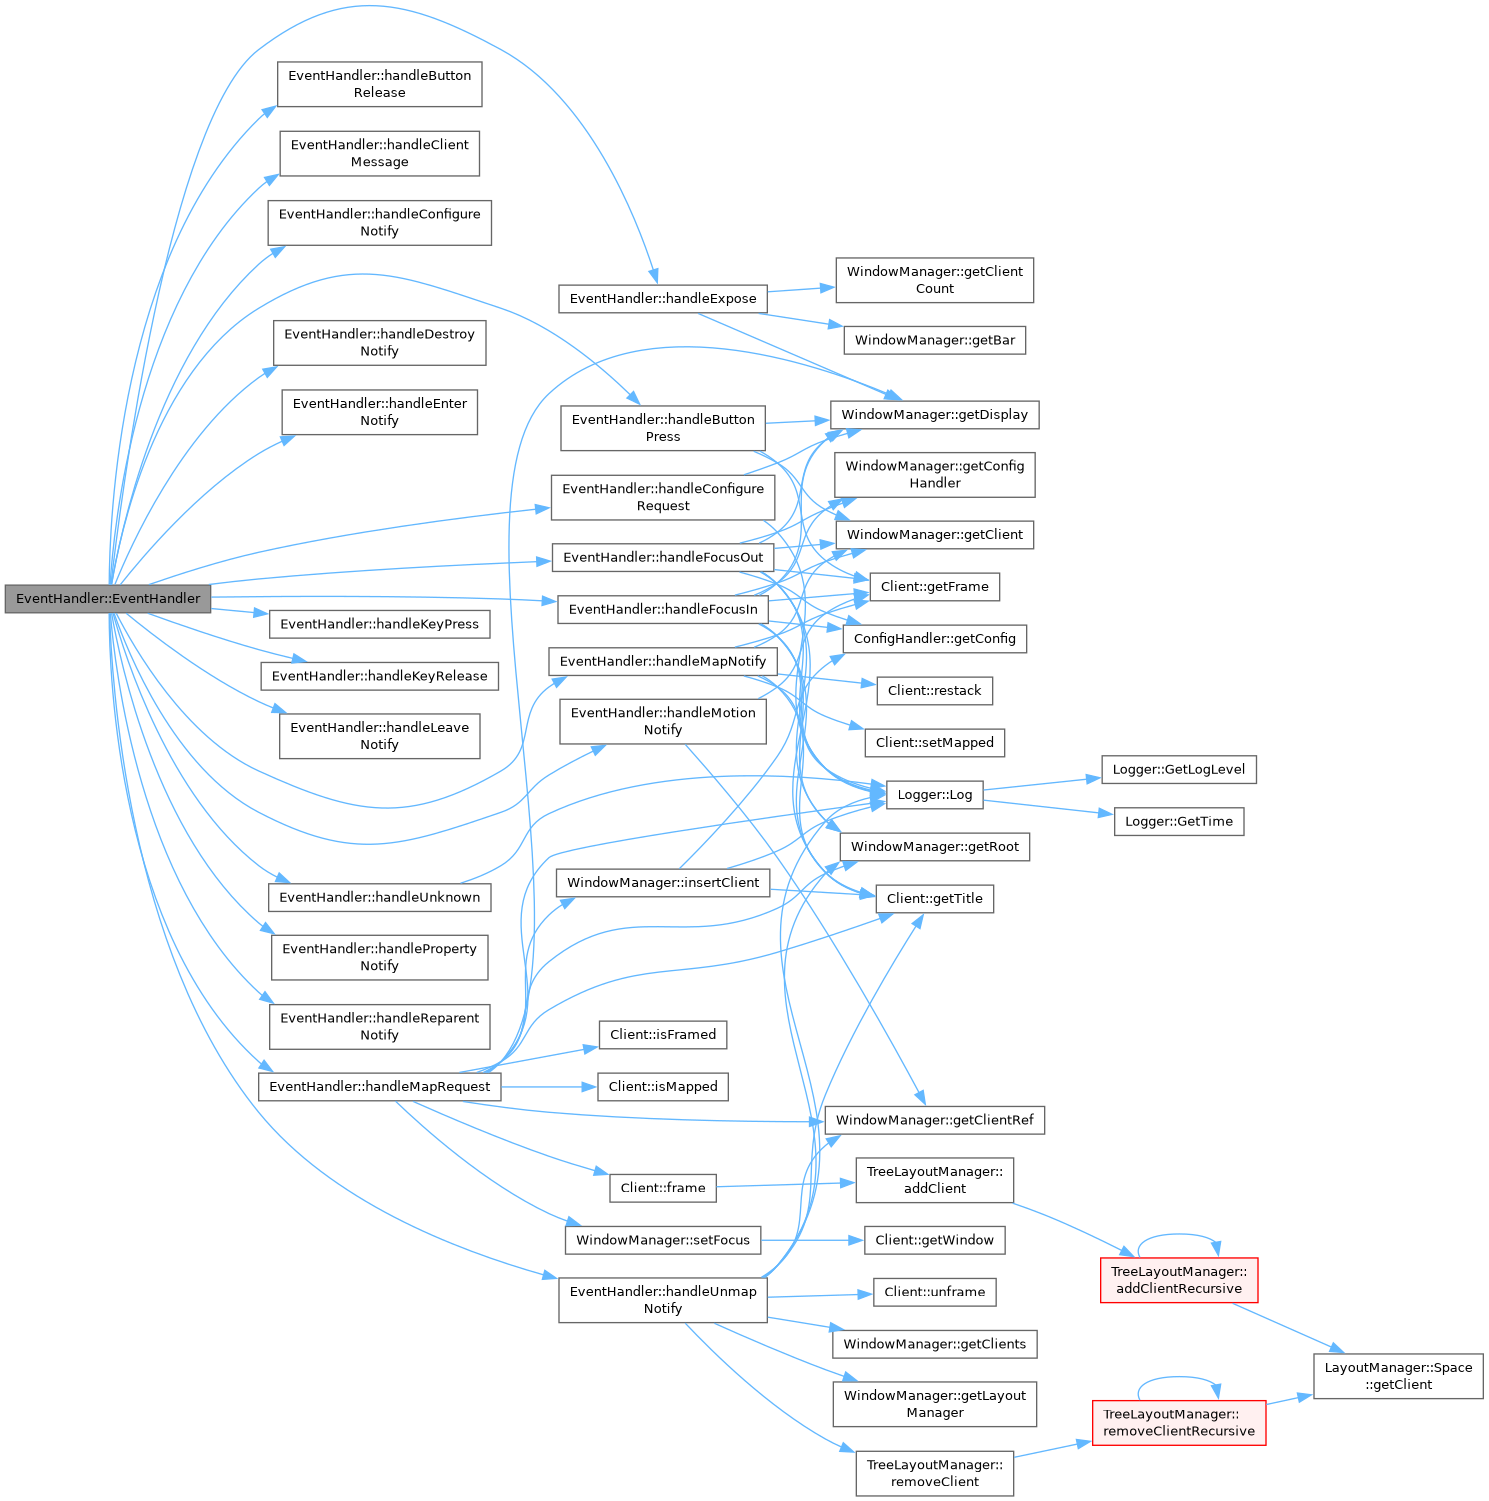 EventHandler::EventHandler
EventHandler::handleButton
Release
EventHandler::handleClient
Message
EventHandler::handleConfigure
Notify
EventHandler::handleDestroy
Notify
EventHandler::handleEnter
Notify
EventHandler::handleKeyPress
EventHandler::handleKeyRelease
EventHandler::handleLeave
Notify
EventHandler::handleUnknown
EventHandler::handleProperty
Notify
EventHandler::handleReparent
Notify
EventHandler::handleMapRequest
EventHandler::handleExpose
EventHandler::handleButton
Press
EventHandler::handleConfigure
Request
EventHandler::handleFocusOut
EventHandler::handleFocusIn
EventHandler::handleMapNotify
EventHandler::handleMotion
Notify
WindowManager::insertClient
Client::isFramed
Client::isMapped
Client::frame
WindowManager::setFocus
EventHandler::handleUnmap
Notify
WindowManager::getClient
Count
WindowManager::getBar
WindowManager::getDisplay
WindowManager::getConfig
Handler
WindowManager::getClient
Client::getFrame
ConfigHandler::getConfig
Client::restack
Client::setMapped
Logger::Log
WindowManager::getRoot
Client::getTitle
WindowManager::getClientRef
TreeLayoutManager::
addClient
Client::getWindow
Client::unframe
WindowManager::getClients
WindowManager::getLayout
Manager
TreeLayoutManager::
removeClient
Logger::GetLogLevel
Logger::GetTime
TreeLayoutManager::
addClientRecursive
TreeLayoutManager::
removeClientRecursive
LayoutManager::Space
::getClient